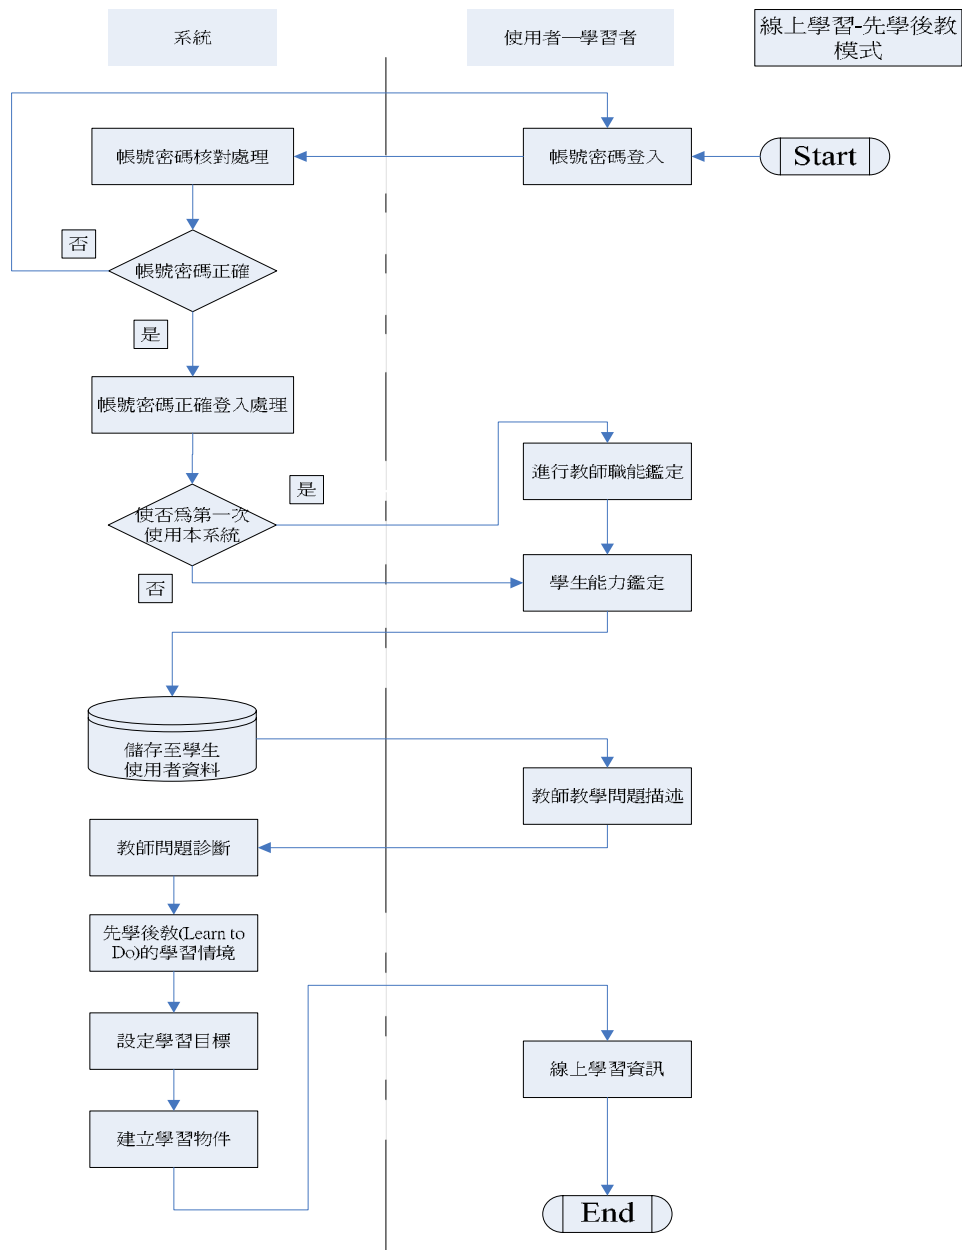 系統
使用者—學習者
線上學習-先學後教
模式
帳號密碼核對處理
帳號密碼登入
Start
否
帳號密碼正確
是
帳號密碼正確登入處理
進行教師職能鑑定
是
使否為第一次
使用本系統
否
學生能力鑑定
儲存至學生
使用者資料
教師教學問題描述
教師問題診斷
先學後教(Learn to
Do)的學習情境
設定學習目標
線上學習資訊
建立學習物件
End